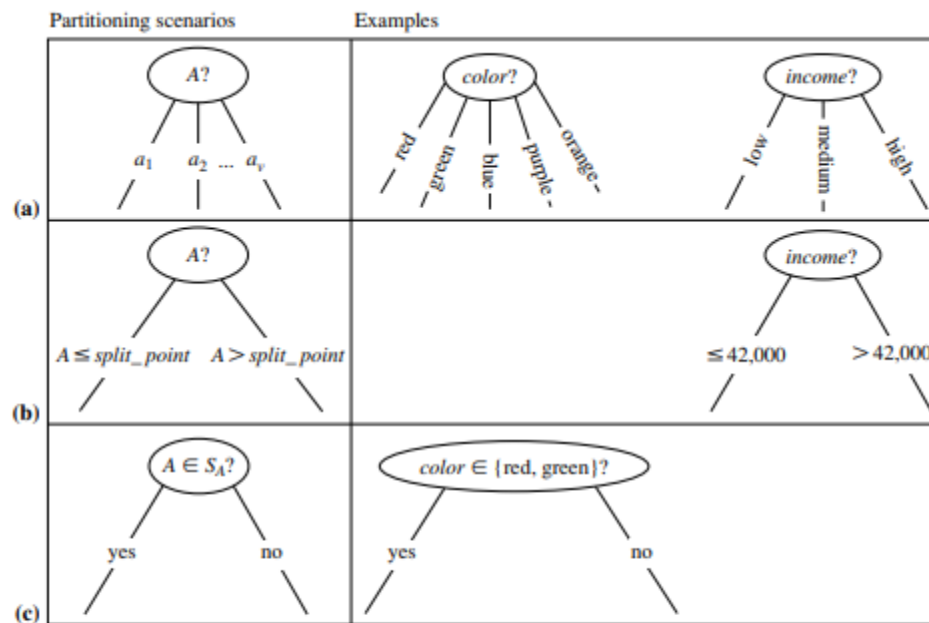 Partitioning scenarios Examples
A? color? income?
a₁ a₂ ... aᵥ red green blue purple orange low medium high
(a)
A? income?
A ≤ split_point A > split_point ≤ 42,000 > 42,000
(b)
A ∈ S_A? color ∈ {red, green}?
yes no yes no
(c)